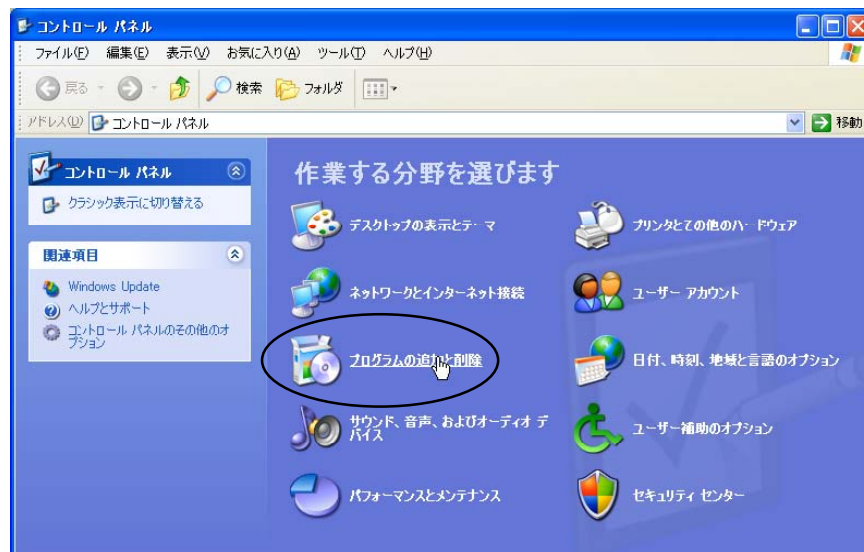 コントロール パネル
ファイル(F) 編集(E) 表示(V) お気に入り(A) ツール(T) ヘルプ(H)
戻る 検索 フォルダ
アドレス(D) コントロール パネル 移動
コントロール パネル
クラシック表示に切り替える
関連項目
Windows Update
ヘルプとサポート
コントロール パネルのその他のオ
プション
作業する分野を選びます
デスクトップの表示とテーマ
プリンタとその他のハードウェア
ネットワークとインターネット接続
ユーザー アカウント
プログラムの追加と削除
日付、時刻、地域と言語のオプション
サウンド、音声、およびオーディオ デ
バイス
ユーザー補助のオプション
パフォーマンスとメンテナンス
セキュリティ センター